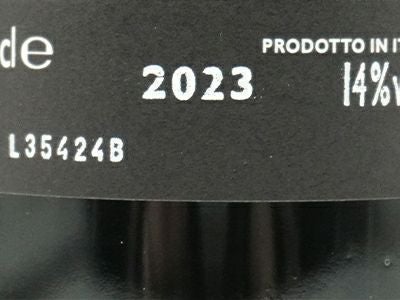 de
PRODOTTO IN IT
2023
14%v
L35424B